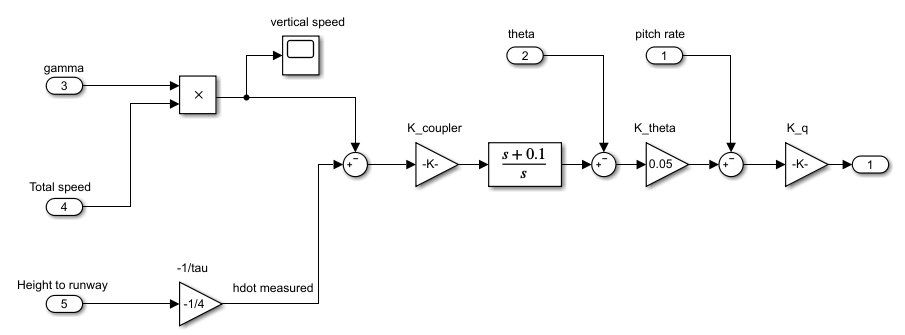 vertical speed
theta
pitch rate
2
1
gamma
3
×
K_coupler
K_theta
K_q
+
−
-K-
s + 0.1
s
+
−
0.05
+
−
-K-
1
Total speed
4
-1/tau
Height to runway
hdot measured
5
-1/4